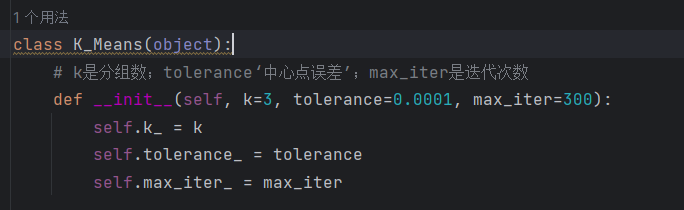 1 个用法
class K_Means(object):
    # k是分组数；tolerance‘中心点误差’；max_iter是迭代次数
    def __init__(self, k=3, tolerance=0.0001, max_iter=300):
        self.k_ = k
        self.tolerance_ = tolerance
        self.max_iter_ = max_iter